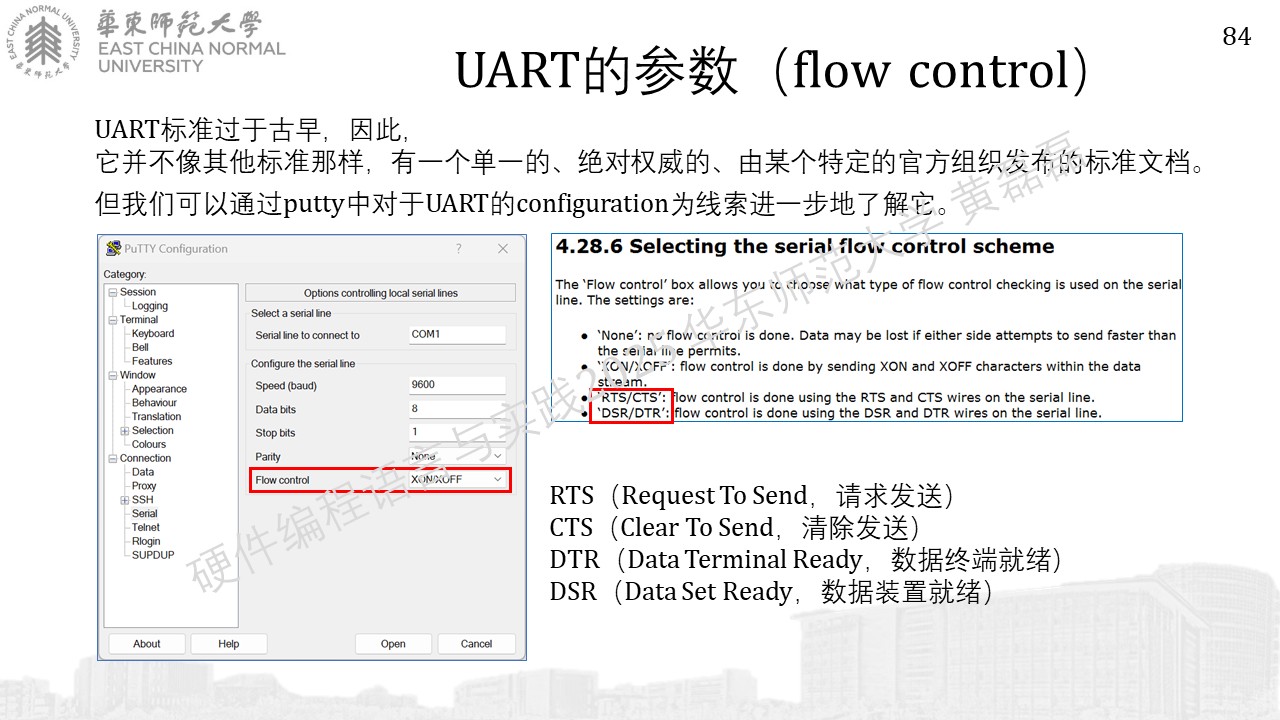 華東師範大學
EAST CHINA NORMAL
UNIVERSITY
84
UART的参数（flow control）
UART标准过于古早，因此，
它并不像其他标准那样，有一个单一的、绝对权威的、由某个特定的官方组织发布的标准文档。
但我们可以通过putty中对于UART的configuration为线索进一步地了解它。
PuTTY Configuration
?
Category:
Session
Logging
Terminal
Keyboard
Bell
Features
Window
Appearance
Behaviour
Translation
Selection
Colours
Connection
Data
Proxy
SSH
Serial
Telnet
Rlogin
SUPDUP
Options controlling local serial lines
Select a serial line
Serial line to connect to COM1
Configure the serial line
Speed (baud) 9600
Data bits 8
Stop bits 1
Parity None
Flow control XON/XOFF
About Help Open Cancel
4.28.6 Selecting the serial flow control scheme
The ‘Flow control’ box allows you to choose what type of flow control checking is used on the serial
line. The settings are:
• ‘None’: no flow control is done. Data may be lost if either side attempts to send faster than
the serial line permits.
• ‘XON/XOFF’: flow control is done by sending XON and XOFF characters within the data
stream.
• ‘RTS/CTS’: flow control is done using the RTS and CTS wires on the serial line.
• ‘DSR/DTR’: flow control is done using the DSR and DTR wires on the serial line.
RTS（Request To Send，请求发送）
CTS（Clear To Send，清除发送）
DTR（Data Terminal Ready，数据终端就绪）
DSR（Data Set Ready，数据装置就绪）
硬件编程语言与实践2025 华东师范大学 黄磊磊